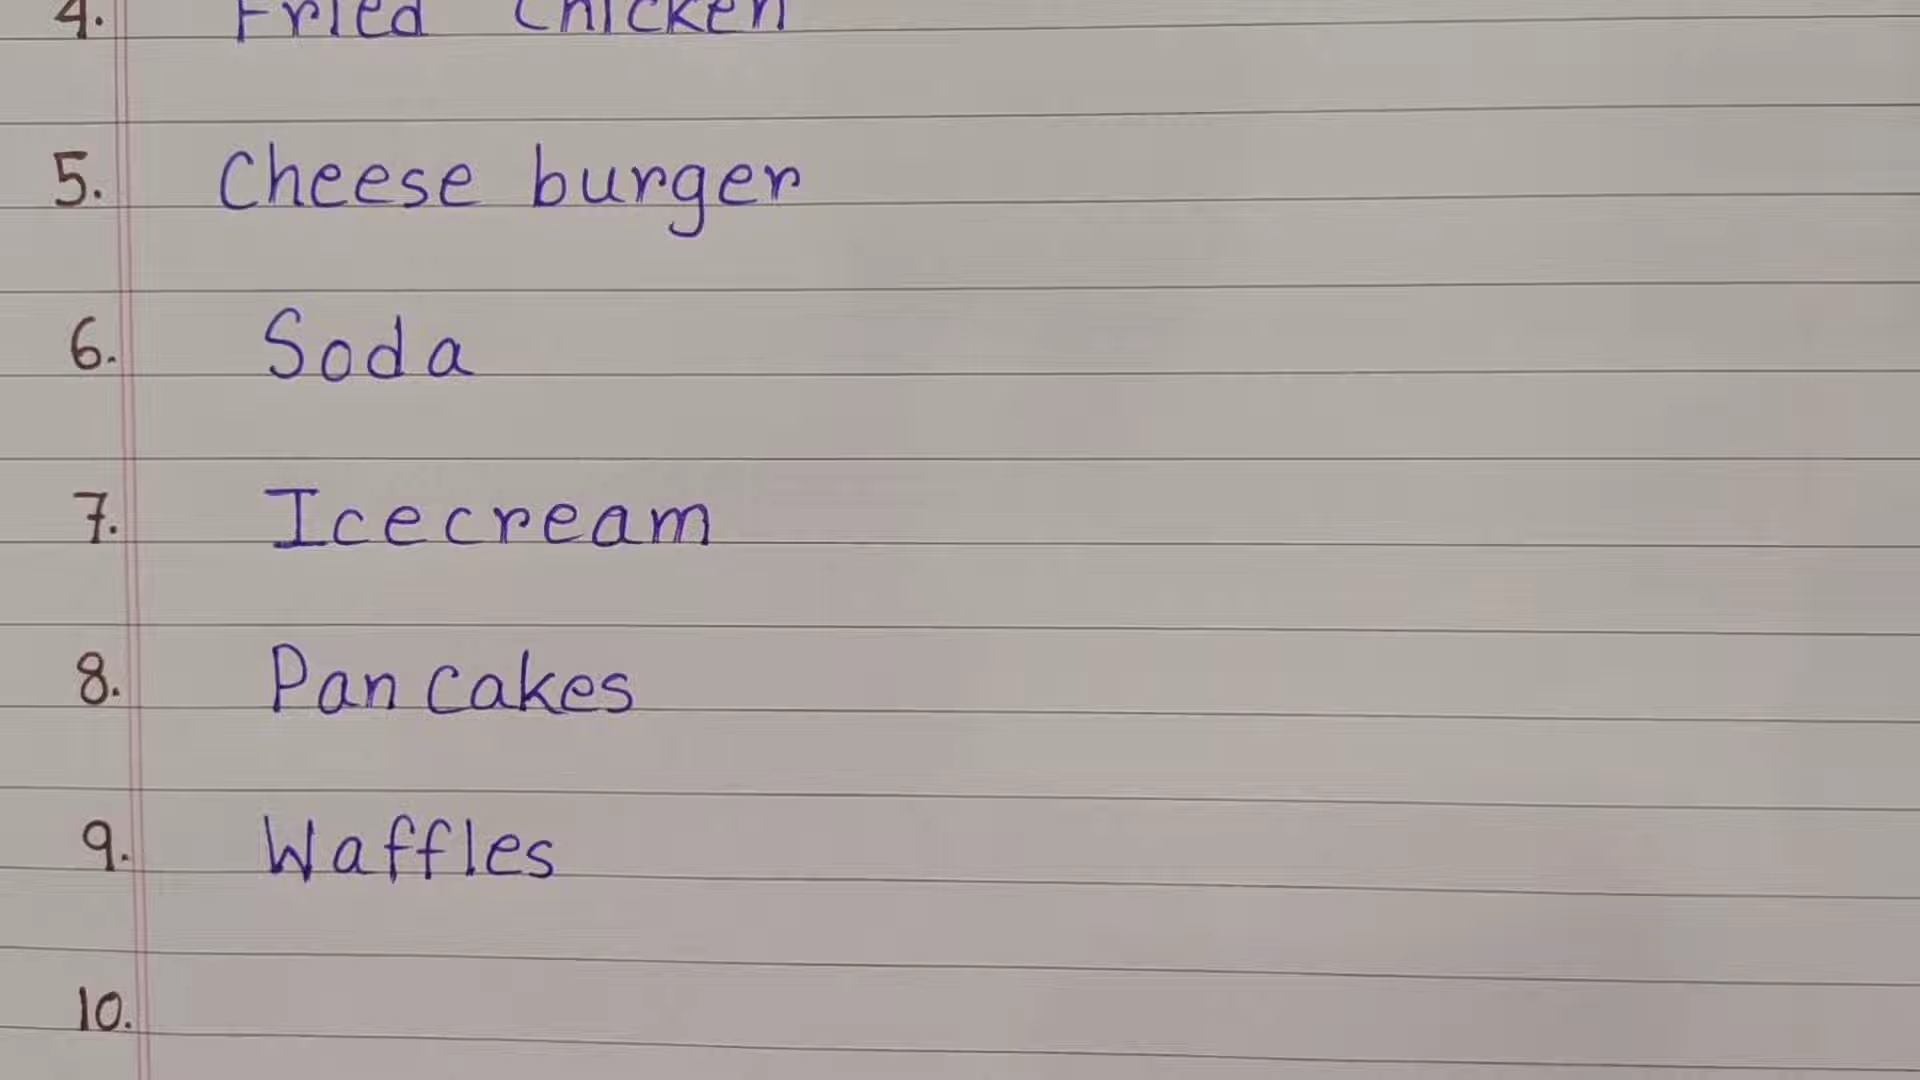 4. Fried Chicken
5. Cheese burger
6. Soda
7. Icecream
8. Pan cakes
9. Waffles
10.